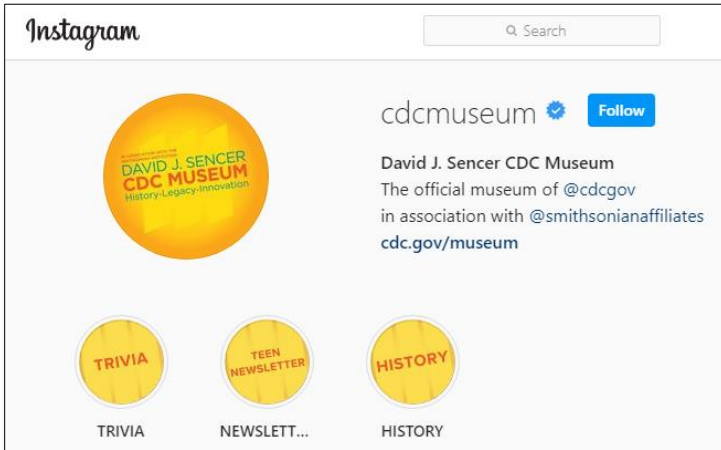 Instagram
Search
cdcmuseum
Follow
DAVID J. SENCER
CDC MUSEUM
History-Legacy-Innovation
David J. Sencer CDC Museum
The official museum of @cdcgov
in association with @smithsonianaffiliates
cdc.gov/museum
TRIVIA
TEEN
NEWSLETTER
HISTORY
TRIVIA
NEWSLETT...
HISTORY